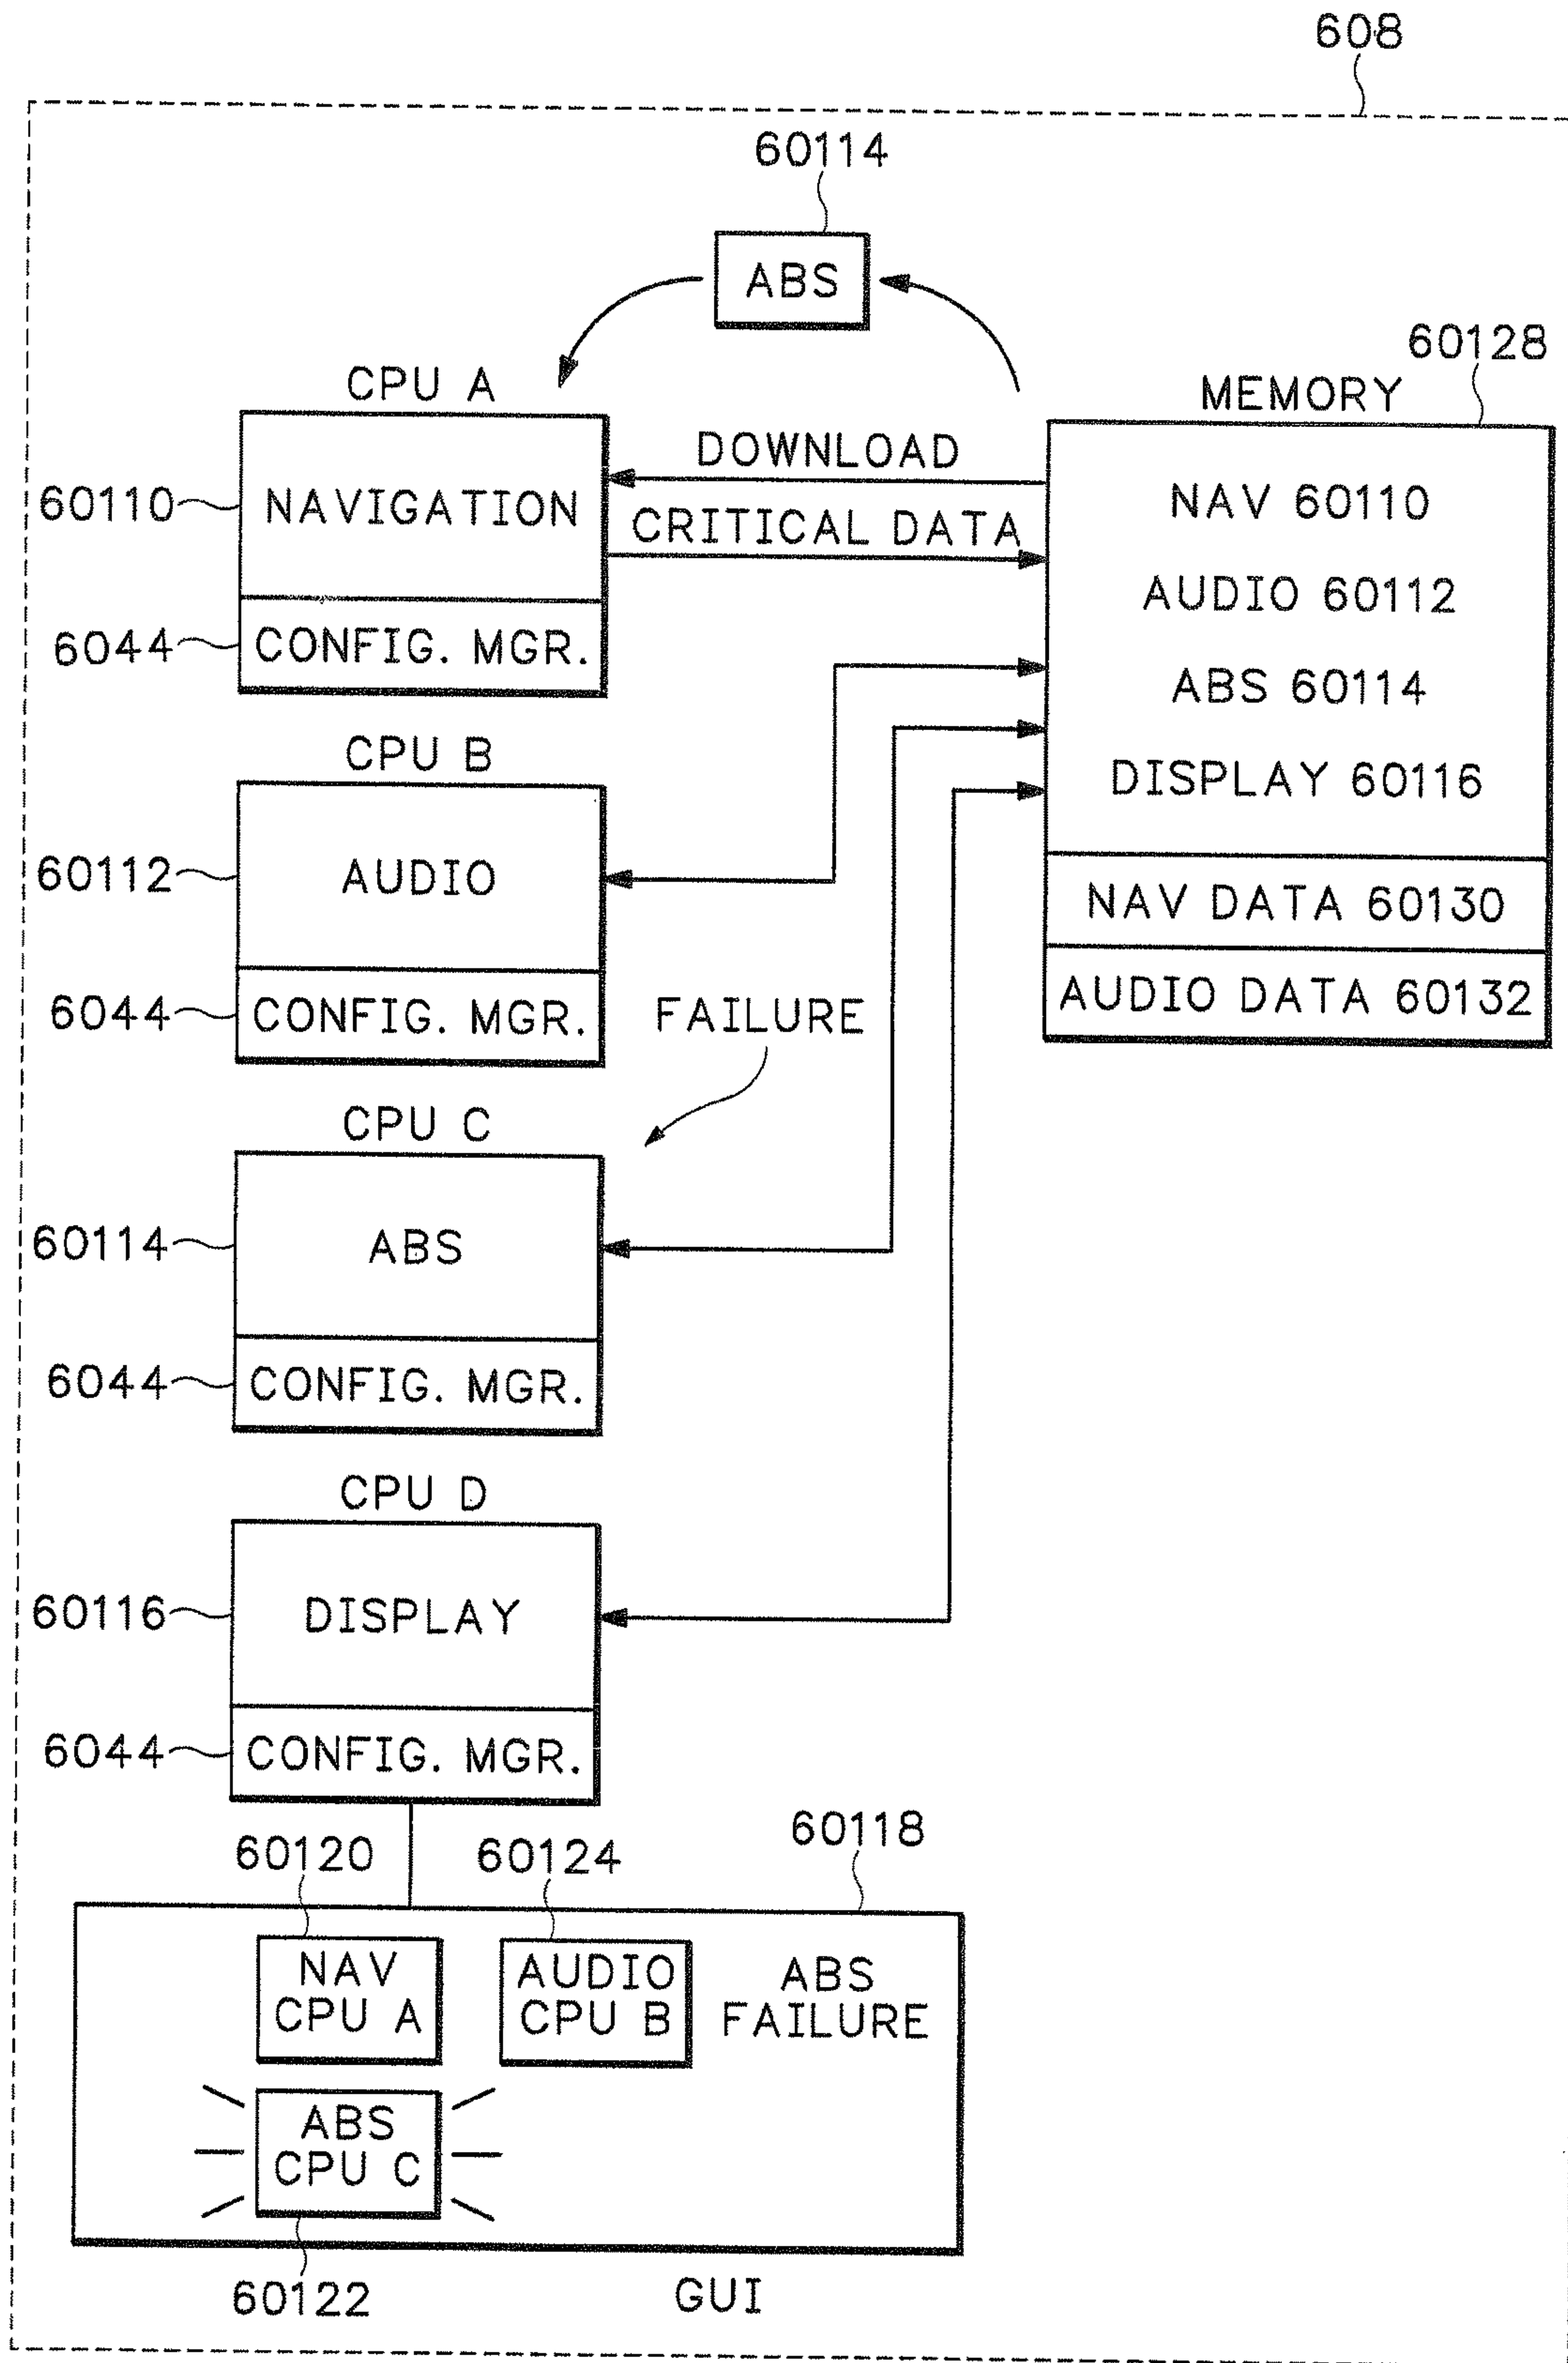 608
60114
ABS
60128
CPU A
MEMORY
DOWNLOAD
60110
NAVIGATION
NAV 60110
CRITICAL DATA
AUDIO 60112
6044
CONFIG. MGR.
ABS 60114
CPU B
DISPLAY 60116
60112
AUDIO
NAV DATA 60130
6044
CONFIG. MGR.
FAILURE
AUDIO DATA 60132
CPU C
60114
ABS
6044
CONFIG. MGR.
CPU D
60116
DISPLAY
6044
CONFIG. MGR.
60120
60124
60118
NAV
CPU A
AUDIO
CPU B
ABS
FAILURE
ABS
CPU C
60122
GUI